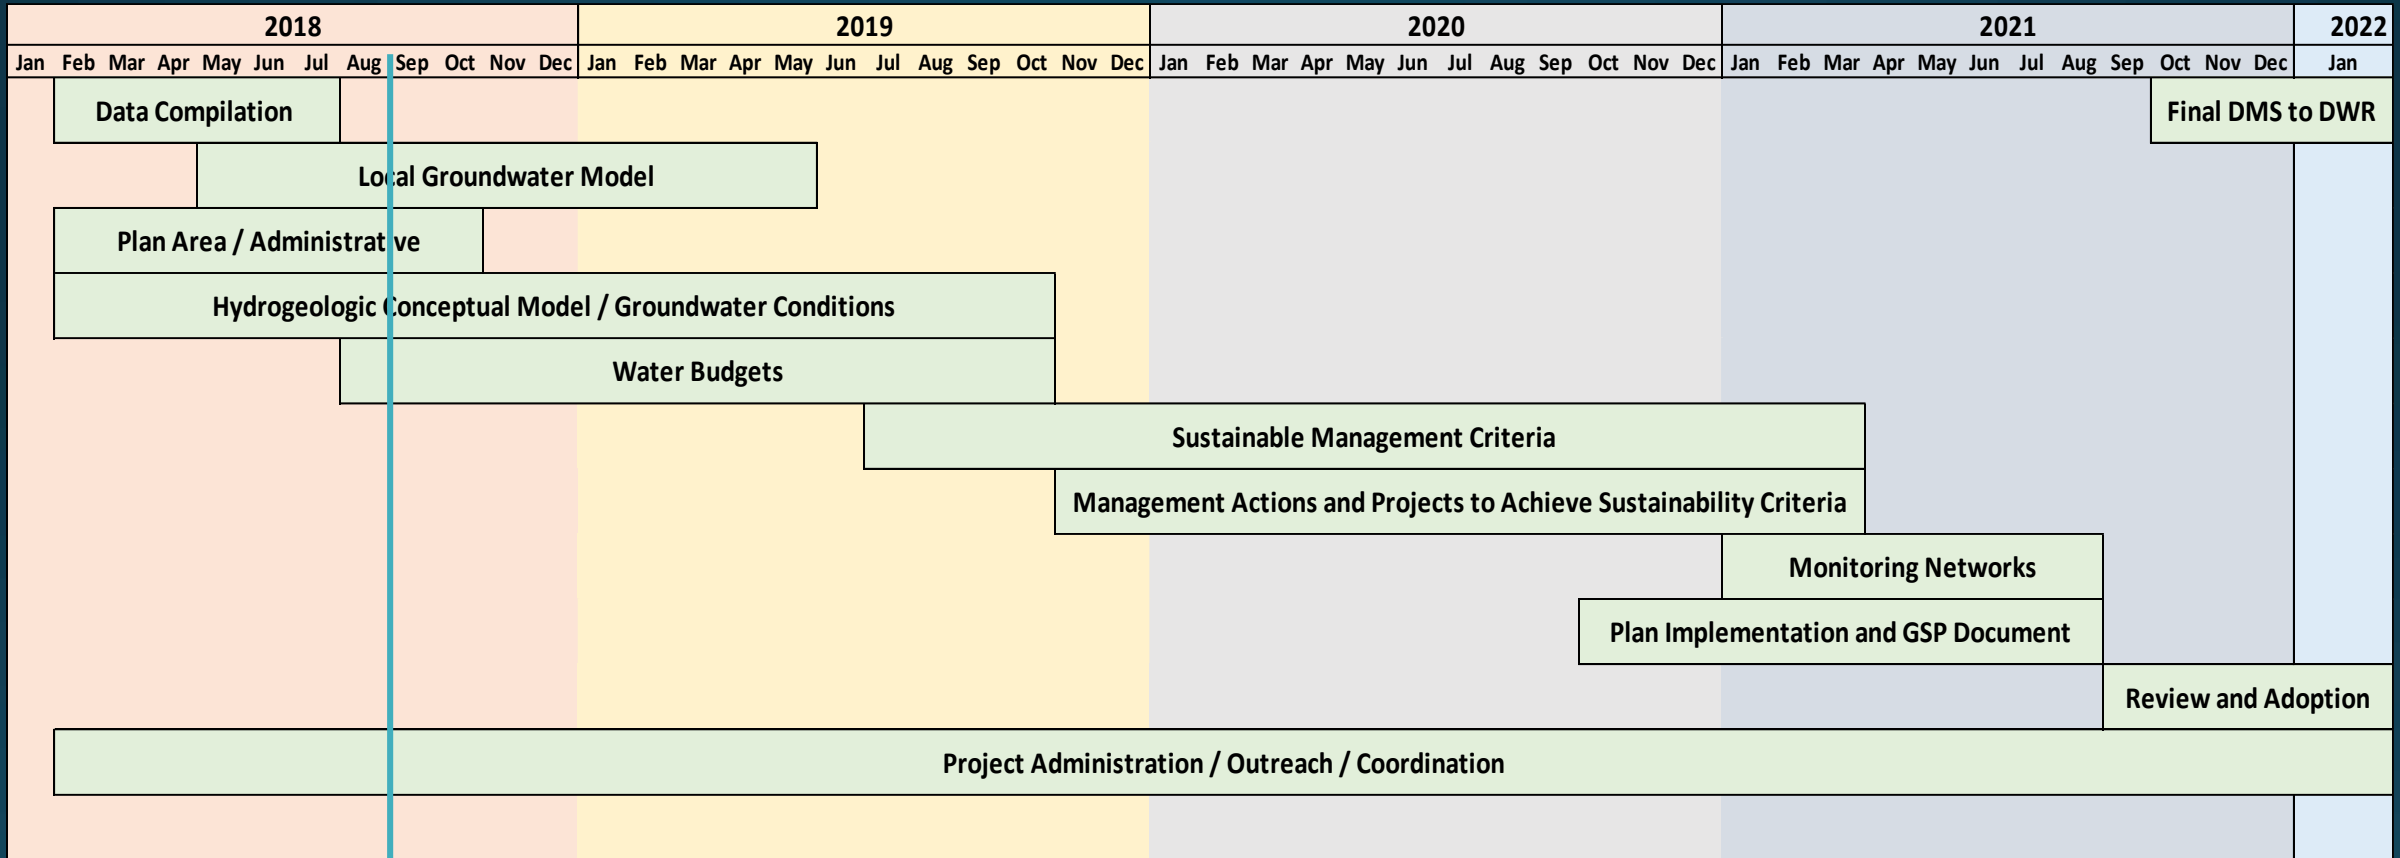 2018 2019 2020 2021 2022
Jan Feb Mar Apr May Jun Jul Aug Sep Oct Nov Dec Jan Feb Mar Apr May Jun Jul Aug Sep Oct Nov Dec Jan Feb Mar Apr May Jun Jul Aug Sep Oct Nov Dec Jan Feb Mar Apr May Jun Jul Aug Sep Oct Nov Dec Jan
Data Compilation Final DMS to DWR
Local Groundwater Model
Plan Area / Administrative
Hydrogeologic Conceptual Model / Groundwater Conditions
Water Budgets
Sustainable Management Criteria
Management Actions and Projects to Achieve Sustainability Criteria
Monitoring Networks
Plan Implementation and GSP Document
Review and Adoption
Project Administration / Outreach / Coordination